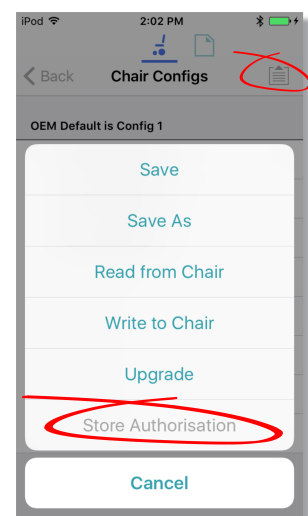 iPod 2:02 PM
Back Chair Configs
OEM Default is Config 1
Save
Save As
Read from Chair
Write to Chair
Upgrade
Store Authorisation
Cancel